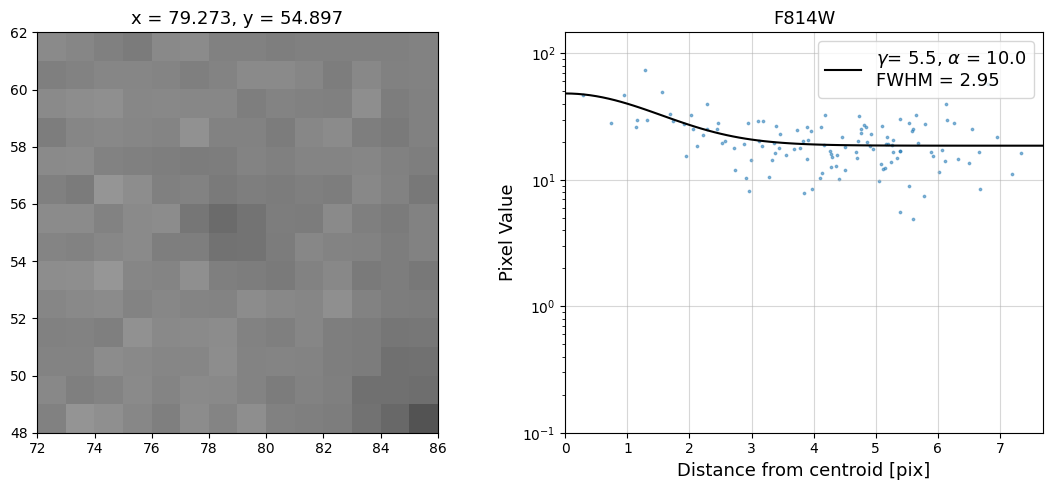 x = 79.273, y = 54.897
62
60
58
56
54
52
50
48
72 74 76 78 80 82 84 86
F814W
γ= 5.5, α = 10.0
FWHM = 2.95
Pixel Value
10²
10¹
10⁰
10⁻¹
0 1 2 3 4 5 6 7
Distance from centroid [pix]